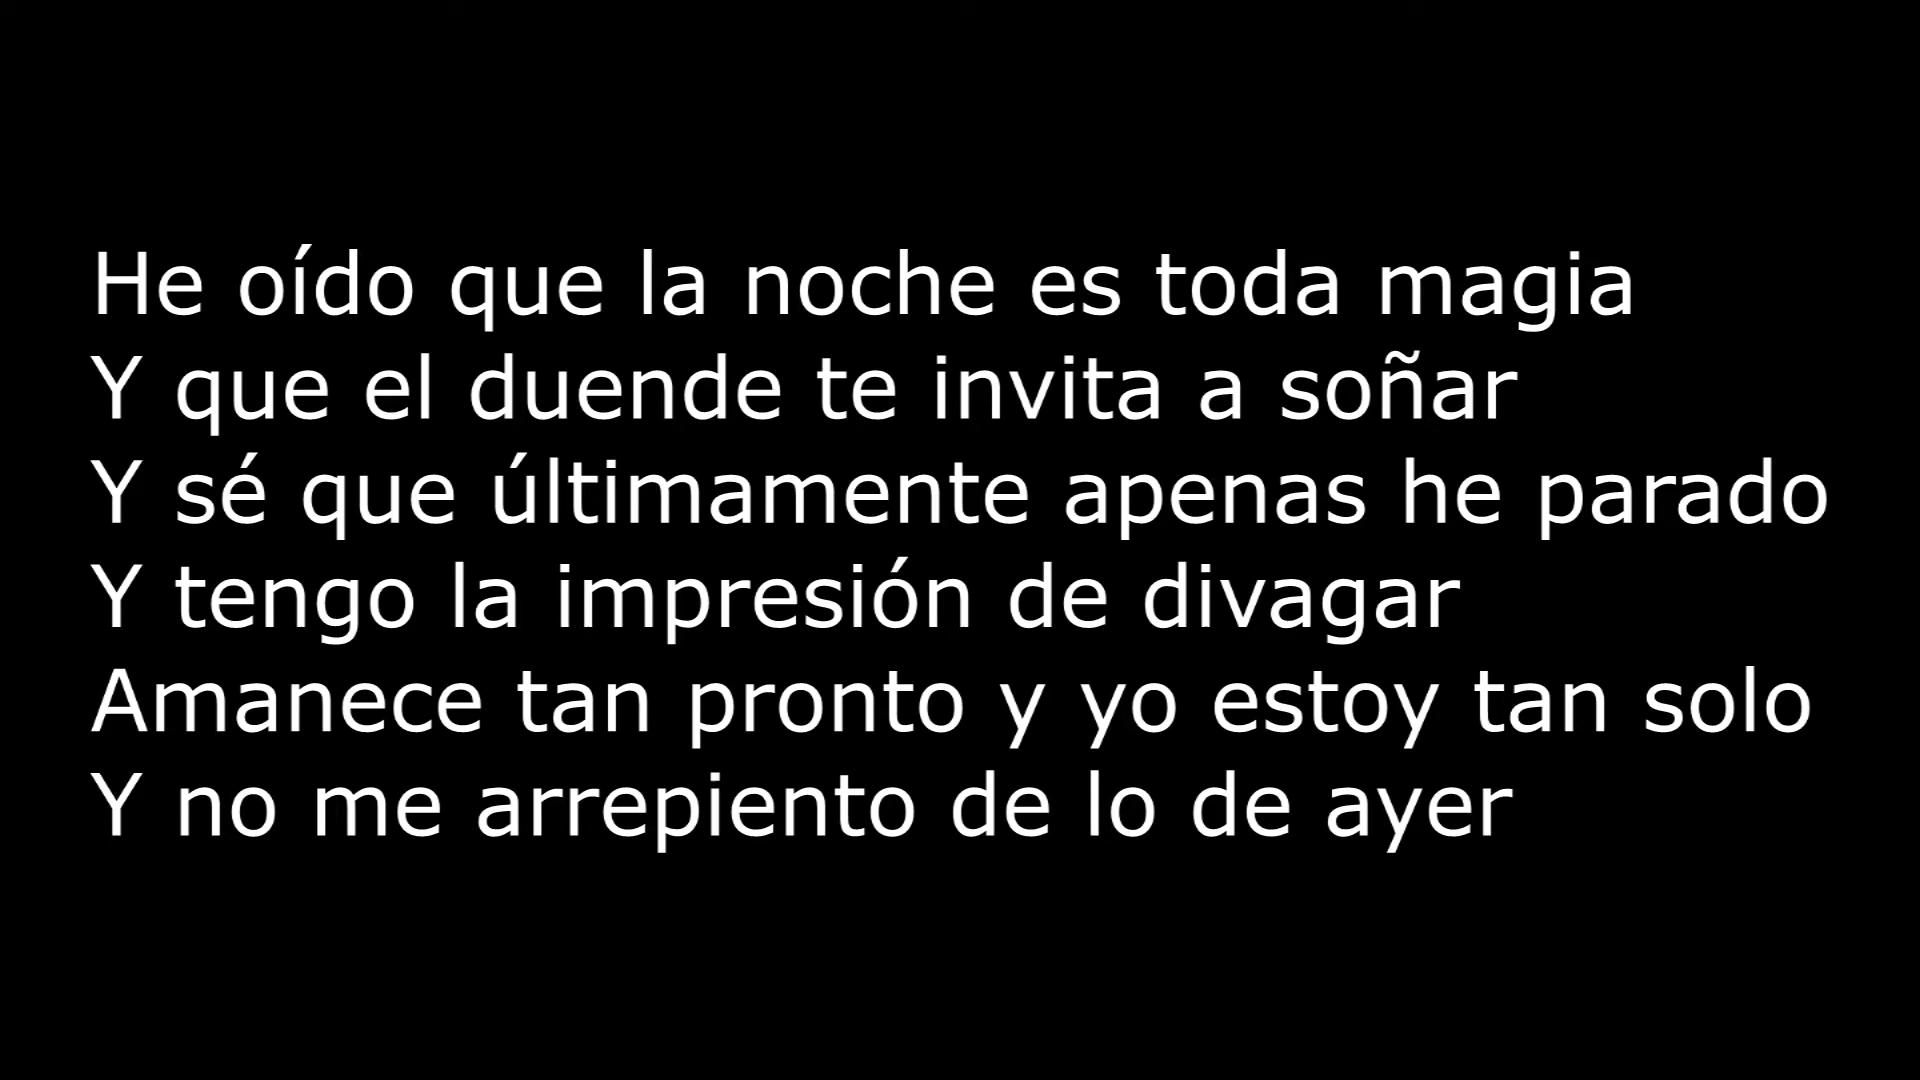 He oído que la noche es toda magia
Y que el duende te invita a soñar
Y sé que últimamente apenas he parado
Y tengo la impresión de divagar
Amanece tan pronto y yo estoy tan solo
Y no me arrepiento de lo de ayer